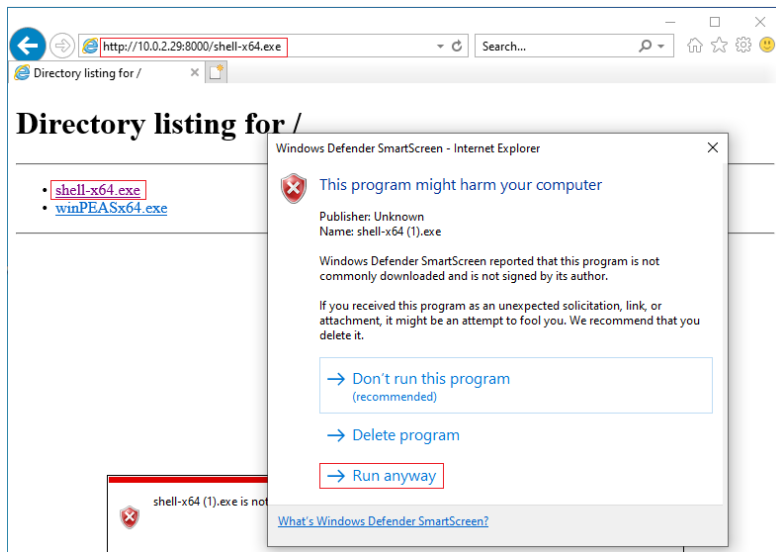 http://10.0.2.29:8000/shell-x64.exe
Search...
Directory listing for /
Directory listing for /
shell-x64.exe
winPEASx64.exe
Windows Defender SmartScreen - Internet Explorer
This program might harm your computer
Publisher: Unknown
Name: shell-x64 (1).exe
Windows Defender SmartScreen reported that this program is not
commonly downloaded and is not signed by its author.
If you received this program as an unexpected solicitation, link, or
attachment, it might be an attempt to fool you. We recommend that you
delete it.
Don't run this program
(recommended)
Delete program
Run anyway
What's Windows Defender SmartScreen?
shell-x64 (1).exe is not